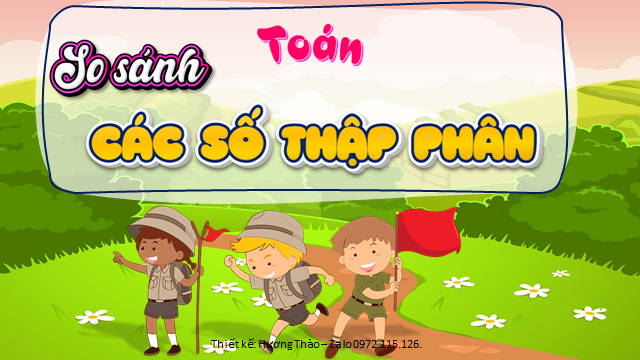 Toán
So sánh
CÁC SỐ THẬP PHÂN
Thiết kế: Hương Thảo – Zalo 0972.115.126.